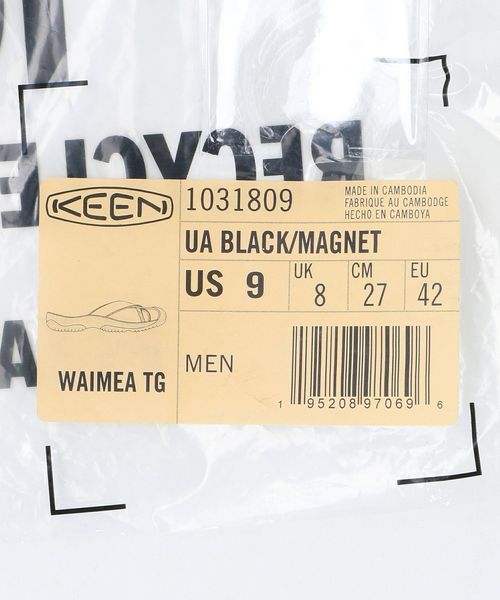 KEEN
1031809
MADE IN CAMBODIA
FABRIQUE AU CAMBODGE
HECHO EN CAMBOYA
UA BLACK/MAGNET
US 9
UK 8
CM 27
EU 42
WAIMEA TG
MEN
1 95208 97069 6